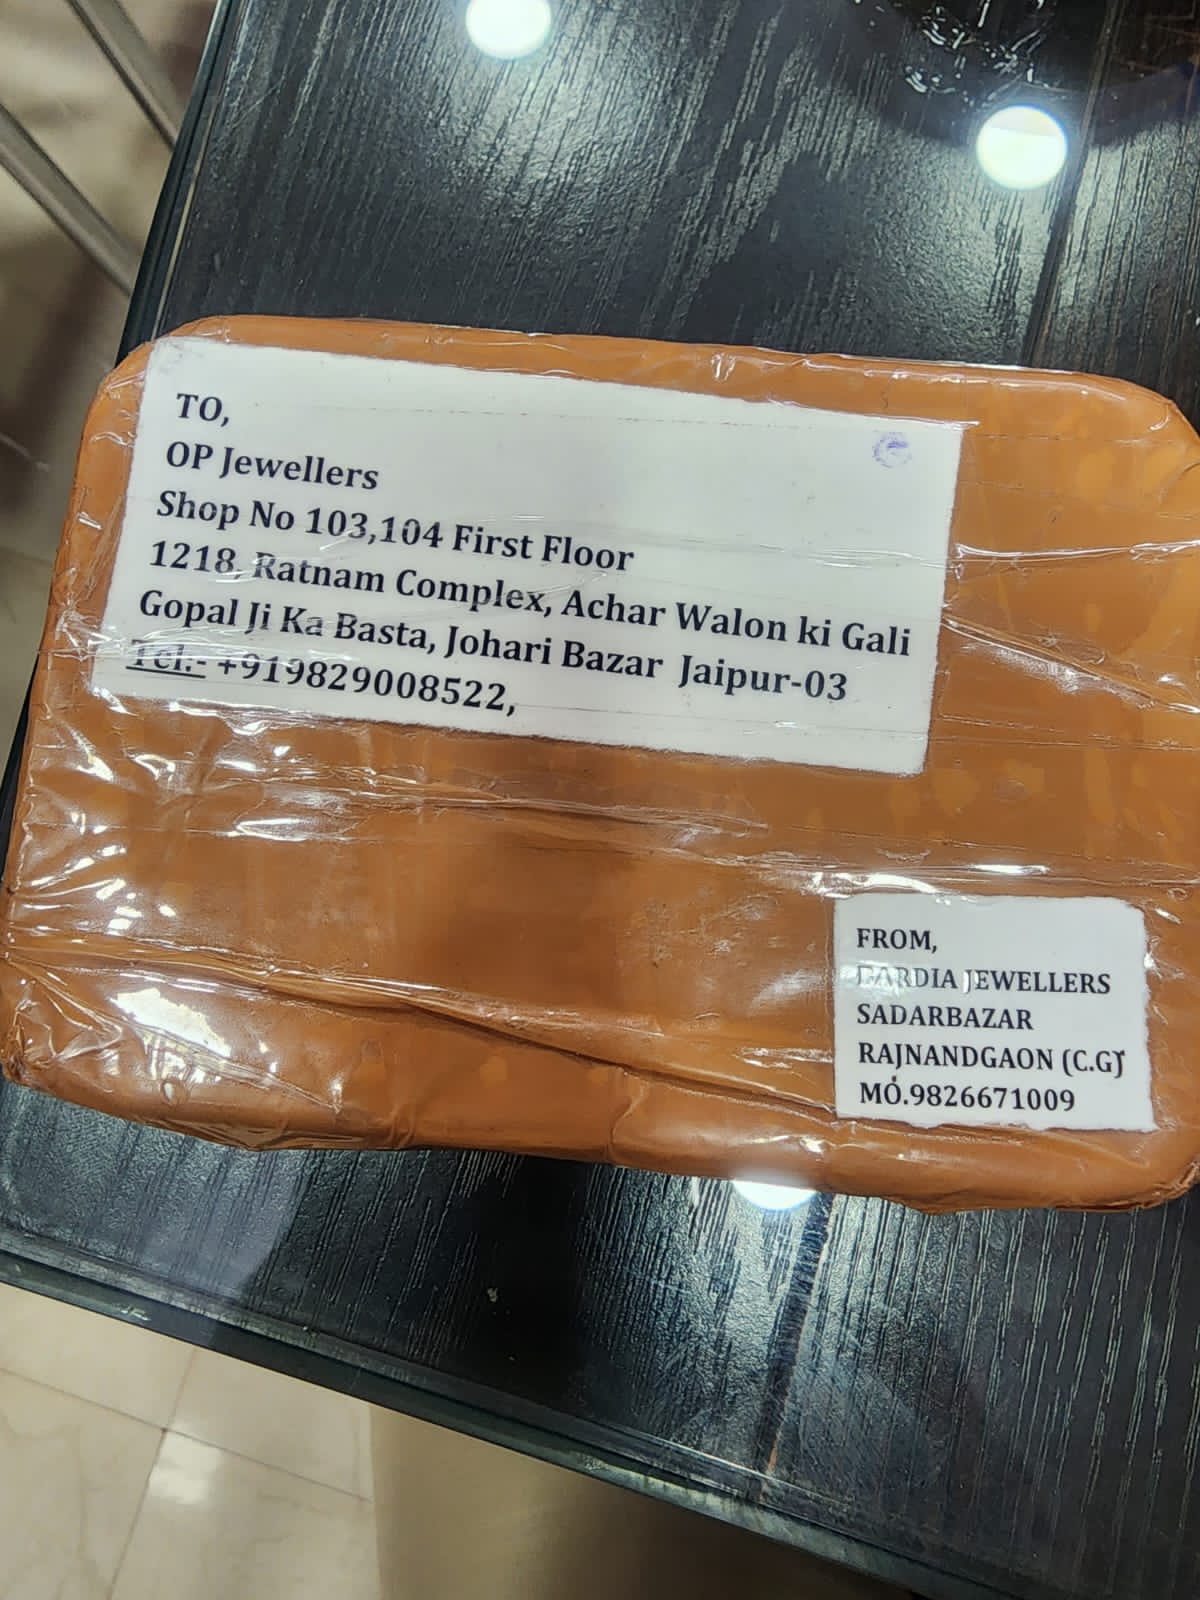 TO,
OP Jewellers
Shop No 103,104 First Floor
1218, Ratnam Complex, Achar Walon ki Gali
Gopal Ji Ka Basta, Johari Bazar Jaipur-03
Tel:- +919829008522,
FROM,
JEWELLERS
SADARBAZAR
RAJNANDGAON (C.G)
MO.9826671009